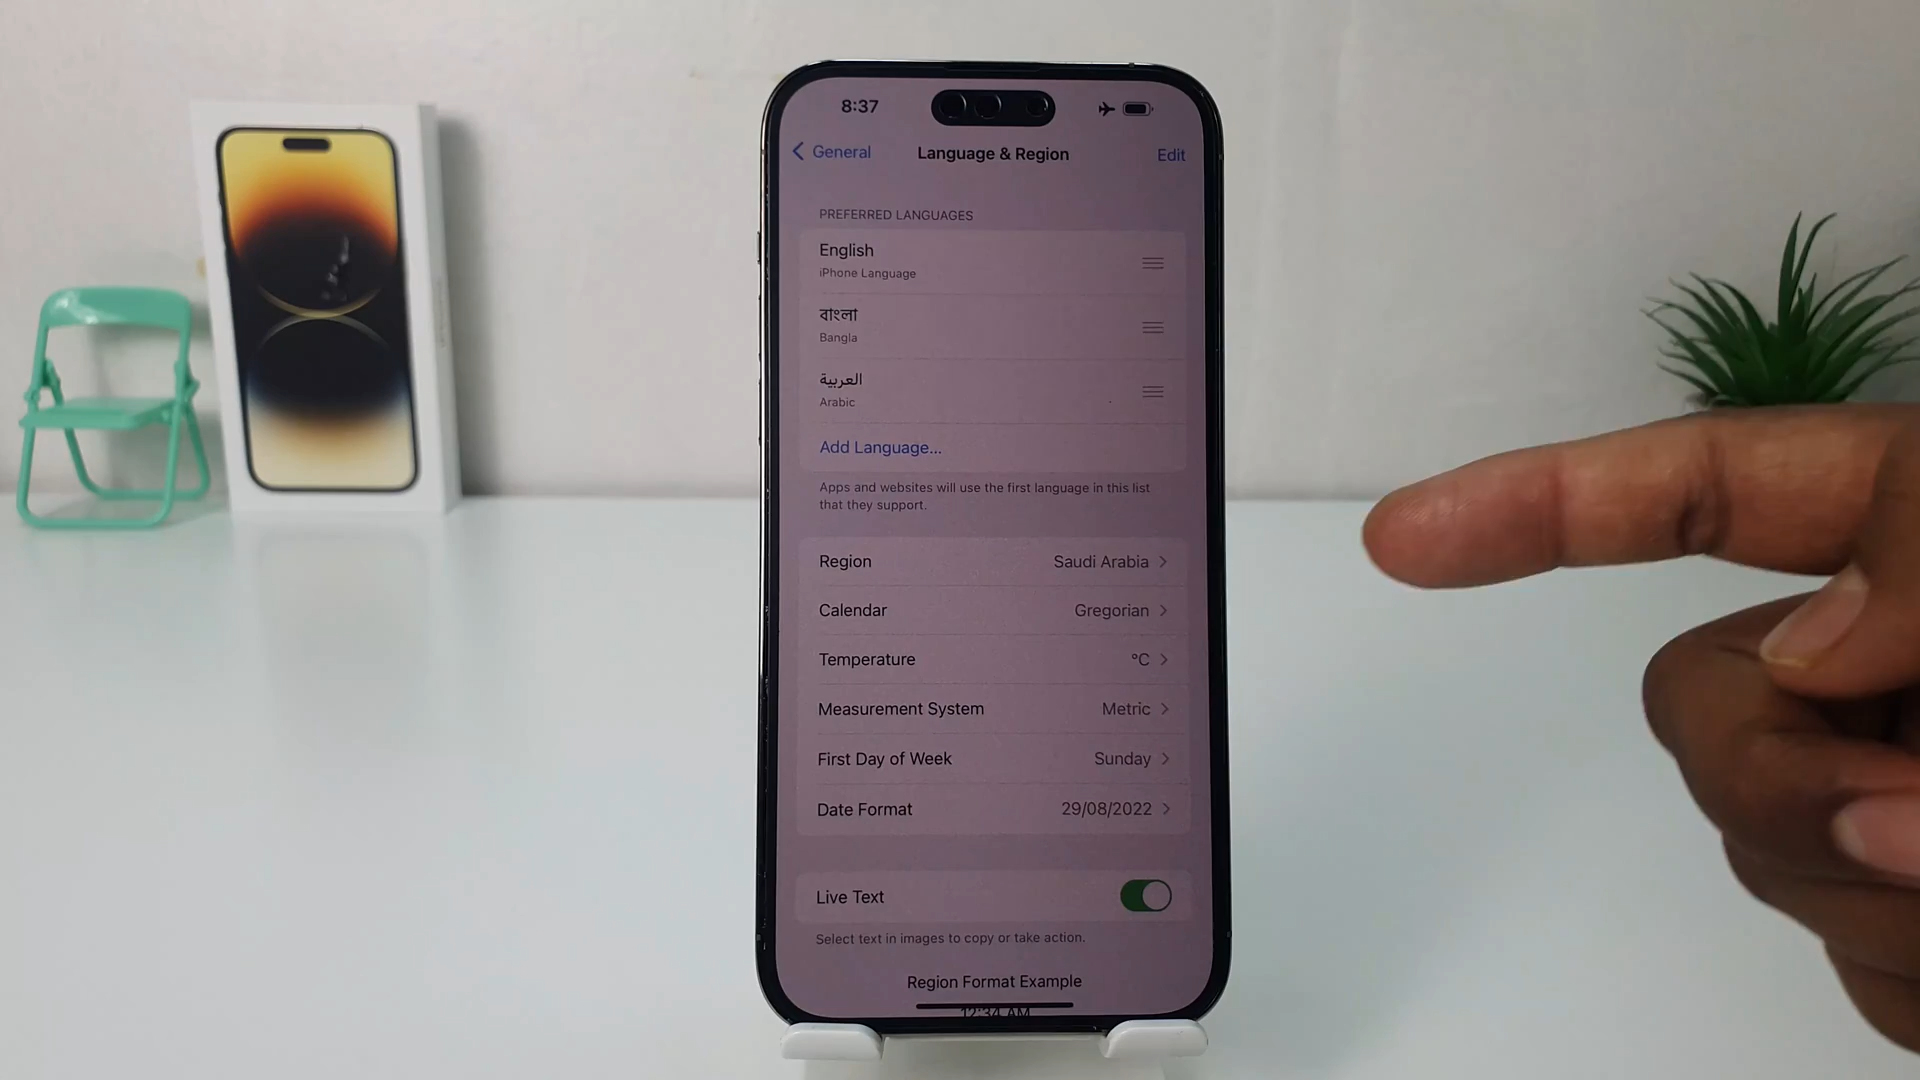 8:37
General
Language & Region
Edit
PREFERRED LANGUAGES
English
iPhone Language
বাংলা
Bangla
العربية
Arabic
Add Language...
Apps and websites will use the first language in this list
that they support.
Region Saudi Arabia
Calendar Gregorian
Temperature °C
Measurement System Metric
First Day of Week Sunday
Date Format 29/08/2022
Live Text
Select text in images to copy or take action.
Region Format Example
12:34 AM